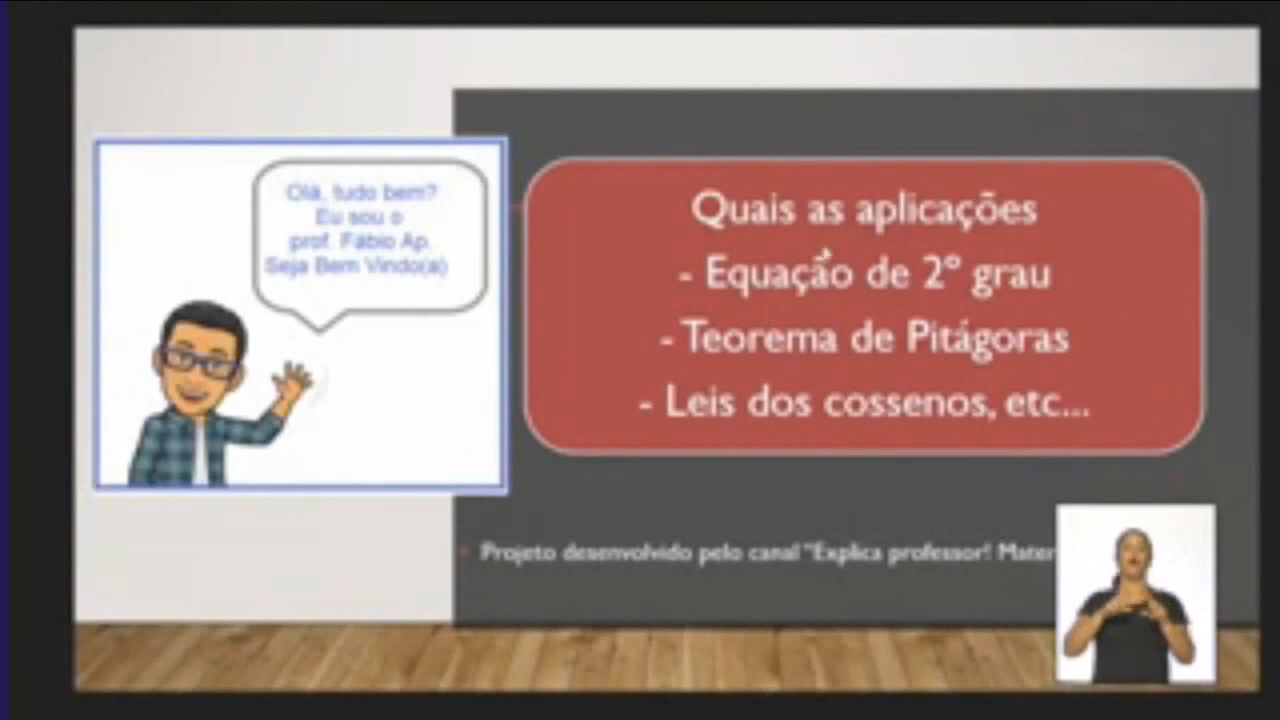 Olá, tudo bem?
Eu sou o
prof. Fábio Ap.
Seja Bem Vindo(a)
Quais as aplicações
- Equação de 2º grau
- Teorema de Pitágoras
- Leis dos cossenos, etc...
Projeto desenvolvido pelo canal "Explica professor! Mater